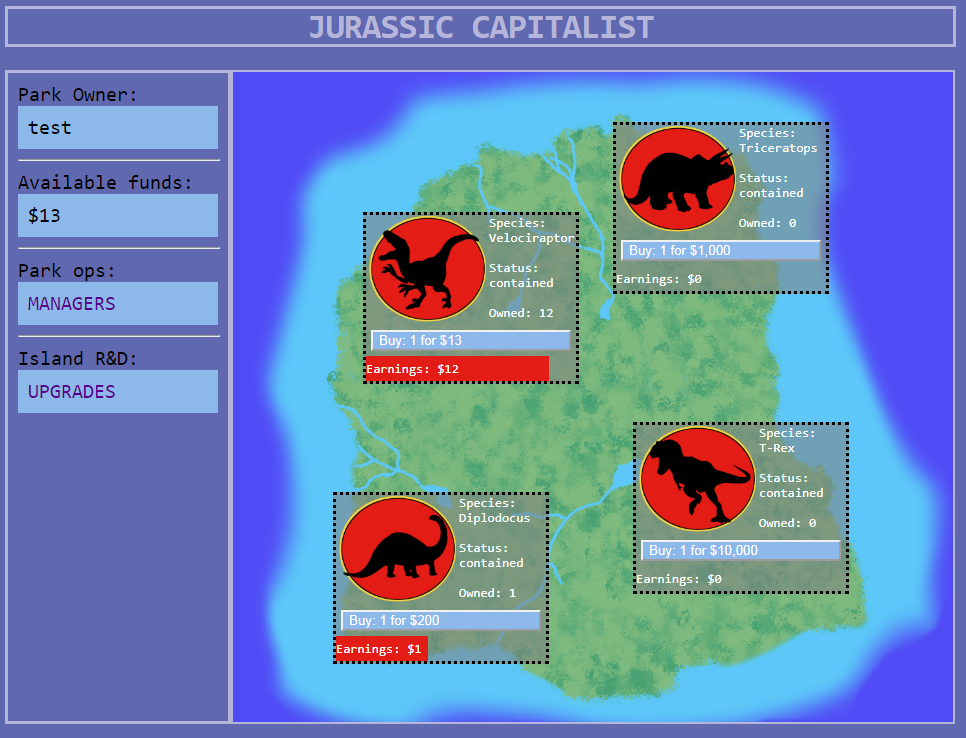 JURASSIC CAPITALIST
Park Owner:
test
Available funds:
$13
Park ops:
MANAGERS
Island R&D:
UPGRADES
Species:
Triceratops
Status:
contained
Owned: 0
Buy: 1 for $1,000
Earnings: $0
Species:
Velociraptor
Status:
contained
Owned: 12
Buy: 1 for $13
Earnings: $12
Species:
T-Rex
Status:
contained
Owned: 0
Buy: 1 for $10,000
Earnings: $0
Species:
Diplodocus
Status:
contained
Owned: 1
Buy: 1 for $200
Earnings: $1